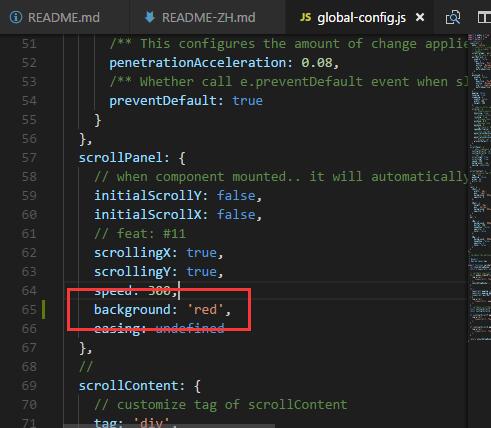 README.md README-ZH.md JS global-config.js ×
51 /** This configures the amount of change applie
52 penetrationAcceleration: 0.08,
53 /** Whether call e.preventDefault event when sl
54 preventDefault: true
55 }
56 },
57 scrollPanel: {
58 // when component mounted.. it will automatically
59 initialScrollY: false,
60 initialScrollX: false,
61 // feat: #11
62 scrollingX: true,
63 scrollingY: true,
64 speed: 300,
65 background: 'red',
66 easing: undefined
67 },
68 //
69 scrollContent: {
70 // customize tag of scrollContent
71 tag: 'div',